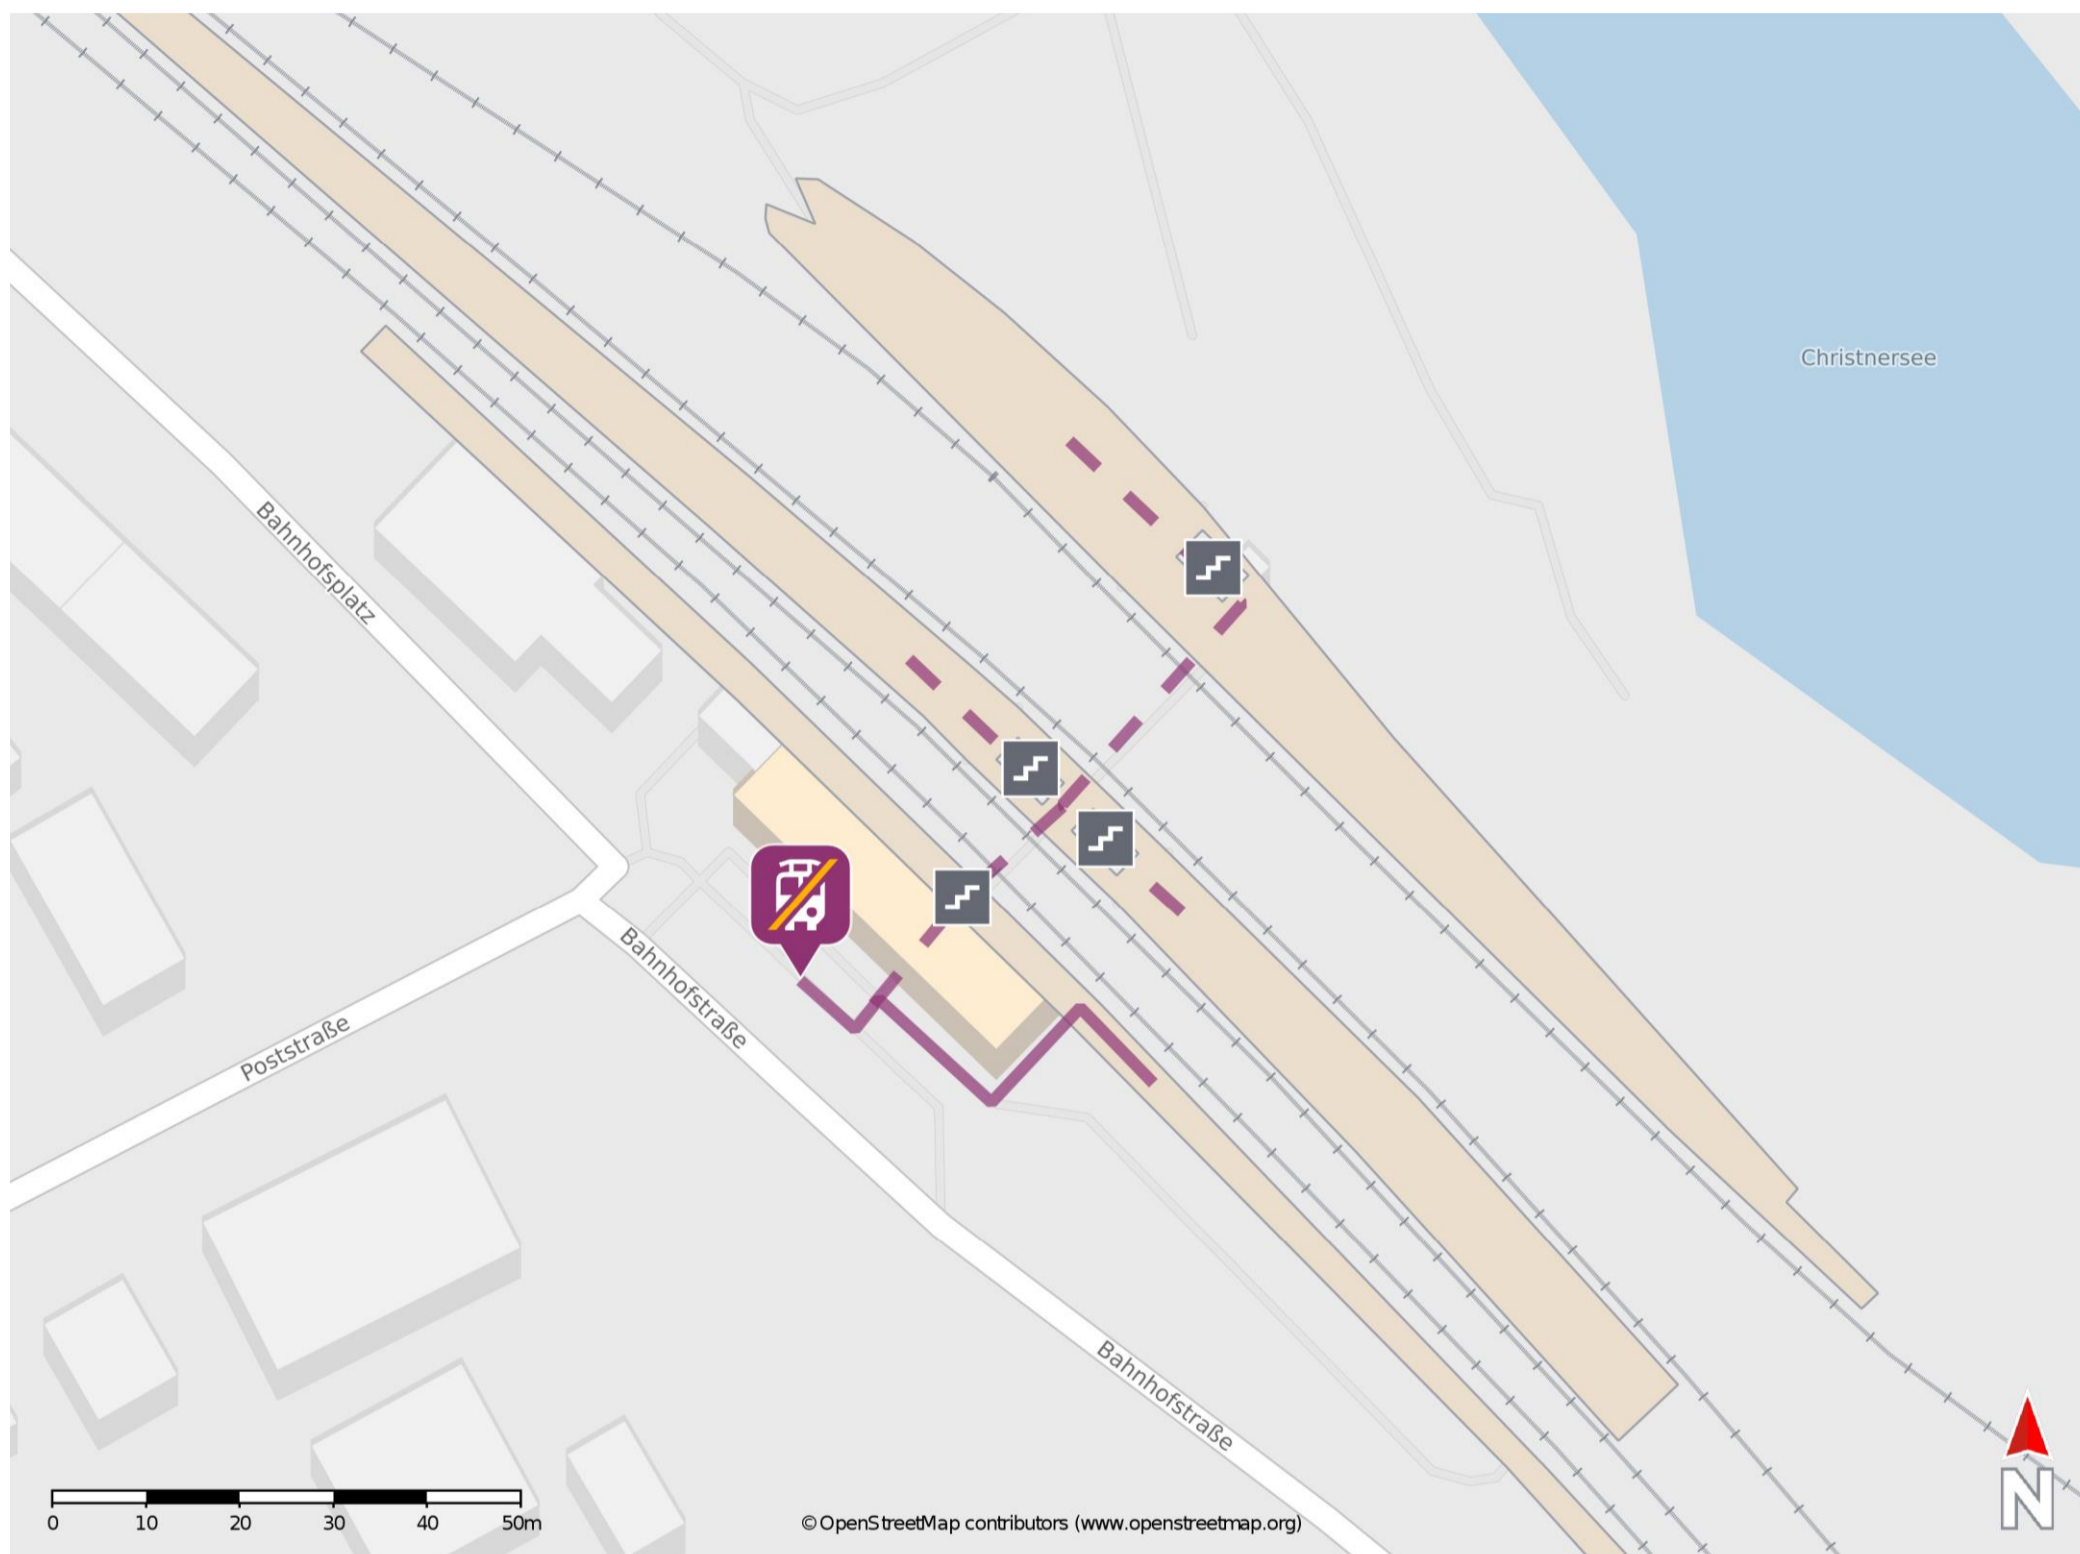 Christnersee
Bahnhofsplatz
Bahnhofstraße
Poststraße
Bahnhofstraße
0 10 20 30 40 50m
© OpenStreetMap contributors (www.openstreetmap.org)
N